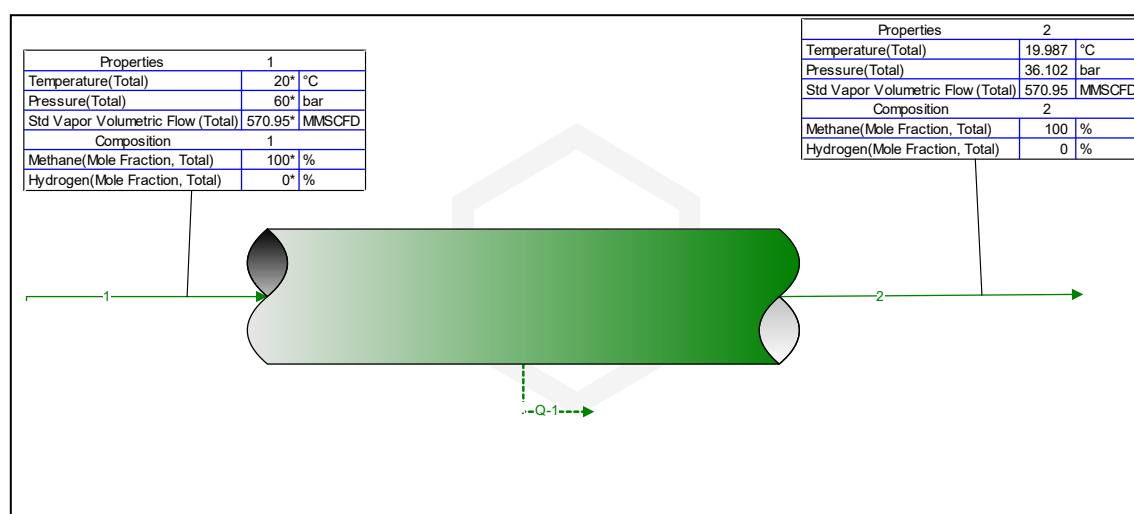 Properties 1
Temperature(Total) 20* °C
Pressure(Total) 60* bar
Std Vapor Volumetric Flow (Total) 570.95* MMSCFD
Composition 1
Methane(Mole Fraction, Total) 100* %
Hydrogen(Mole Fraction, Total) 0* %
Properties 2
Temperature(Total) 19.987 °C
Pressure(Total) 36.102 bar
Std Vapor Volumetric Flow (Total) 570.95 MMSCFD
Composition 2
Methane(Mole Fraction, Total) 100 %
Hydrogen(Mole Fraction, Total) 0 %
1
2
Q-1